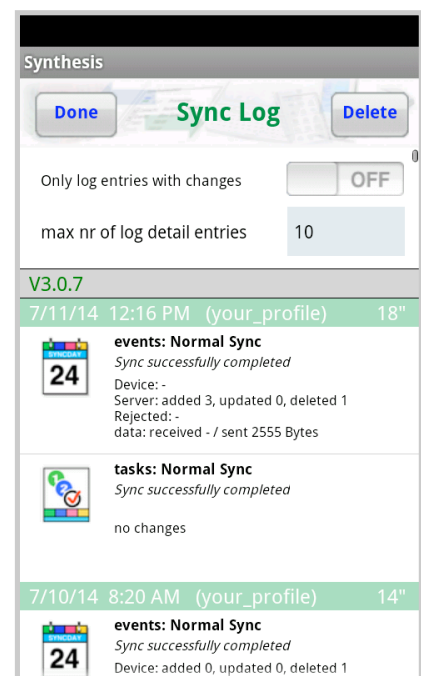 Synthesis
Done Sync Log Delete
Only log entries with changes OFF
max nr of log detail entries 10
V3.0.7
7/11/14 12:16 PM (your_profile) 18"
events: Normal Sync
SYNCDAY
24
Sync successfully completed
Device: -
Server: added 3, updated 0, deleted 1
Rejected: -
data: received - / sent 2555 Bytes
tasks: Normal Sync
1
2
Sync successfully completed
no changes
7/10/14 8:20 AM (your_profile) 14"
events: Normal Sync
SYNCDAY
24
Sync successfully completed
Device: added 0, updated 0, deleted 1